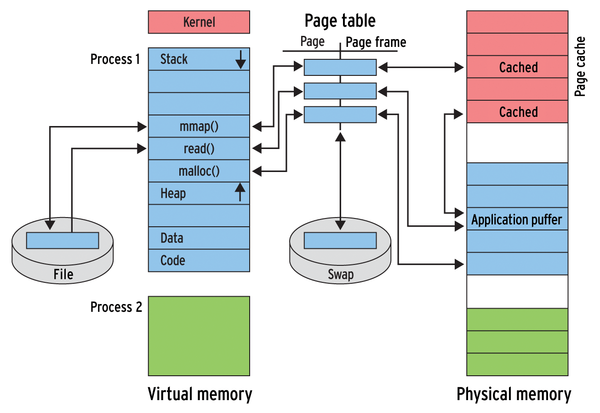 Kernel
Page table
Page
Page frame
Process 1
Stack
mmap()
read()
malloc()
Heap
Data
Code
File
Swap
Process 2
Virtual memory
Cached
Cached
Page cache
Application puffer
Physical memory